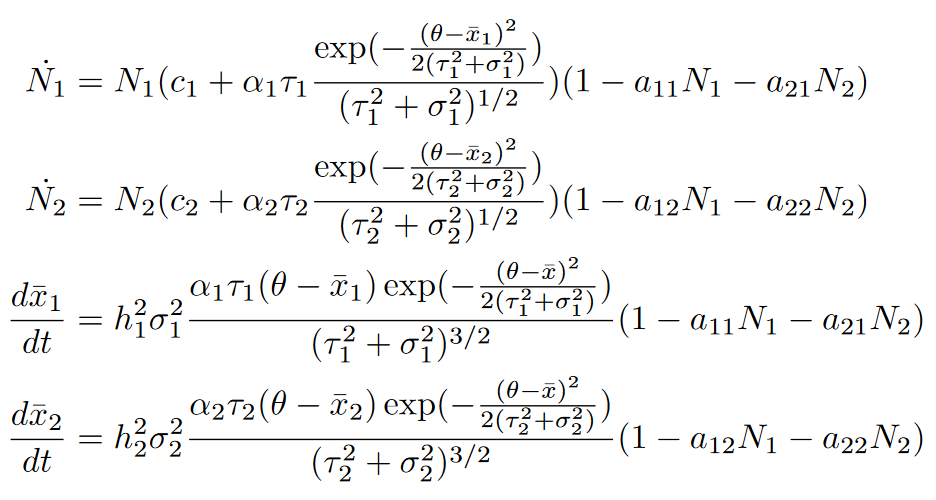 \dot{N}_1 = N_1(c_1 + \alpha_1\tau_1 \frac{\exp(-\frac{(\theta-\bar{x}_1)^2}{2(\tau_1^2+\sigma_1^2)})}{(\tau_1^2+\sigma_1^2)^{1/2}})(1 - a_{11}N_1 - a_{21}N_2)
\dot{N}_2 = N_2(c_2 + \alpha_2\tau_2 \frac{\exp(-\frac{(\theta-\bar{x}_2)^2}{2(\tau_2^2+\sigma_2^2)})}{(\tau_2^2+\sigma_2^2)^{1/2}})(1 - a_{12}N_1 - a_{22}N_2)
\frac{d\bar{x}_1}{dt} = h_1^2\sigma_1^2 \frac{\alpha_1\tau_1(\theta-\bar{x}_1)\exp(-\frac{(\theta-\bar{x})^2}{2(\tau_1^2+\sigma_1^2)})}{(\tau_1^2+\sigma_1^2)^{3/2}}(1 - a_{11}N_1 - a_{21}N_2)
\frac{d\bar{x}_2}{dt} = h_2^2\sigma_2^2 \frac{\alpha_2\tau_2(\theta-\bar{x}_2)\exp(-\frac{(\theta-\bar{x})^2}{2(\tau_2^2+\sigma_2^2)})}{(\tau_2^2+\sigma_2^2)^{3/2}}(1 - a_{12}N_1 - a_{22}N_2)